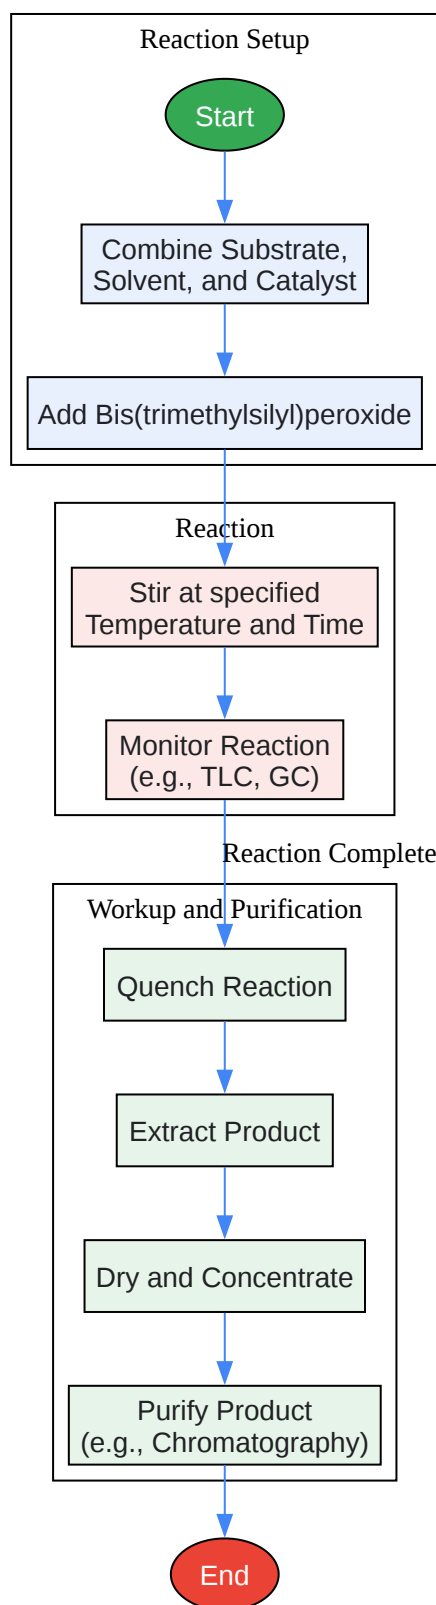 Reaction Setup
Start
Combine Substrate,
Solvent, and Catalyst
Add Bis(trimethylsilyl)peroxide
Reaction
Stir at specified
Temperature and Time
Monitor Reaction
(e.g., TLC, GC)
Reaction Complete
Workup and Purification
Quench Reaction
Extract Product
Dry and Concentrate
Purify Product
(e.g., Chromatography)
End